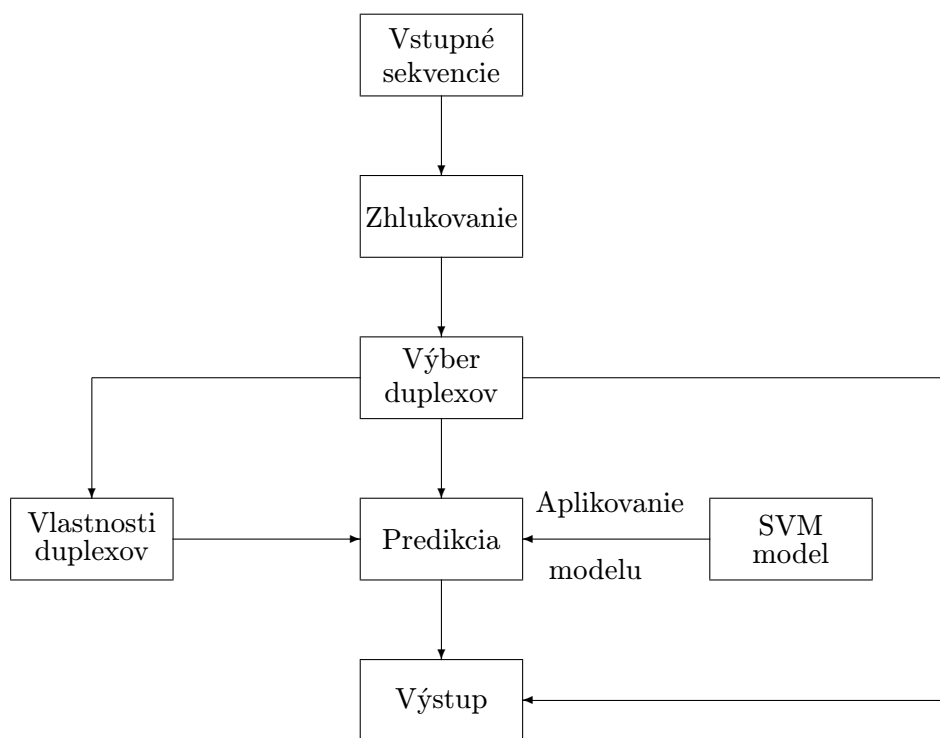 Vstupné
sekvencie
Zhlukovanie
Výber
duplexov
Vlastnosti
duplexov
Predikcia
Aplikovanie
modelu
SVM
model
Výstup